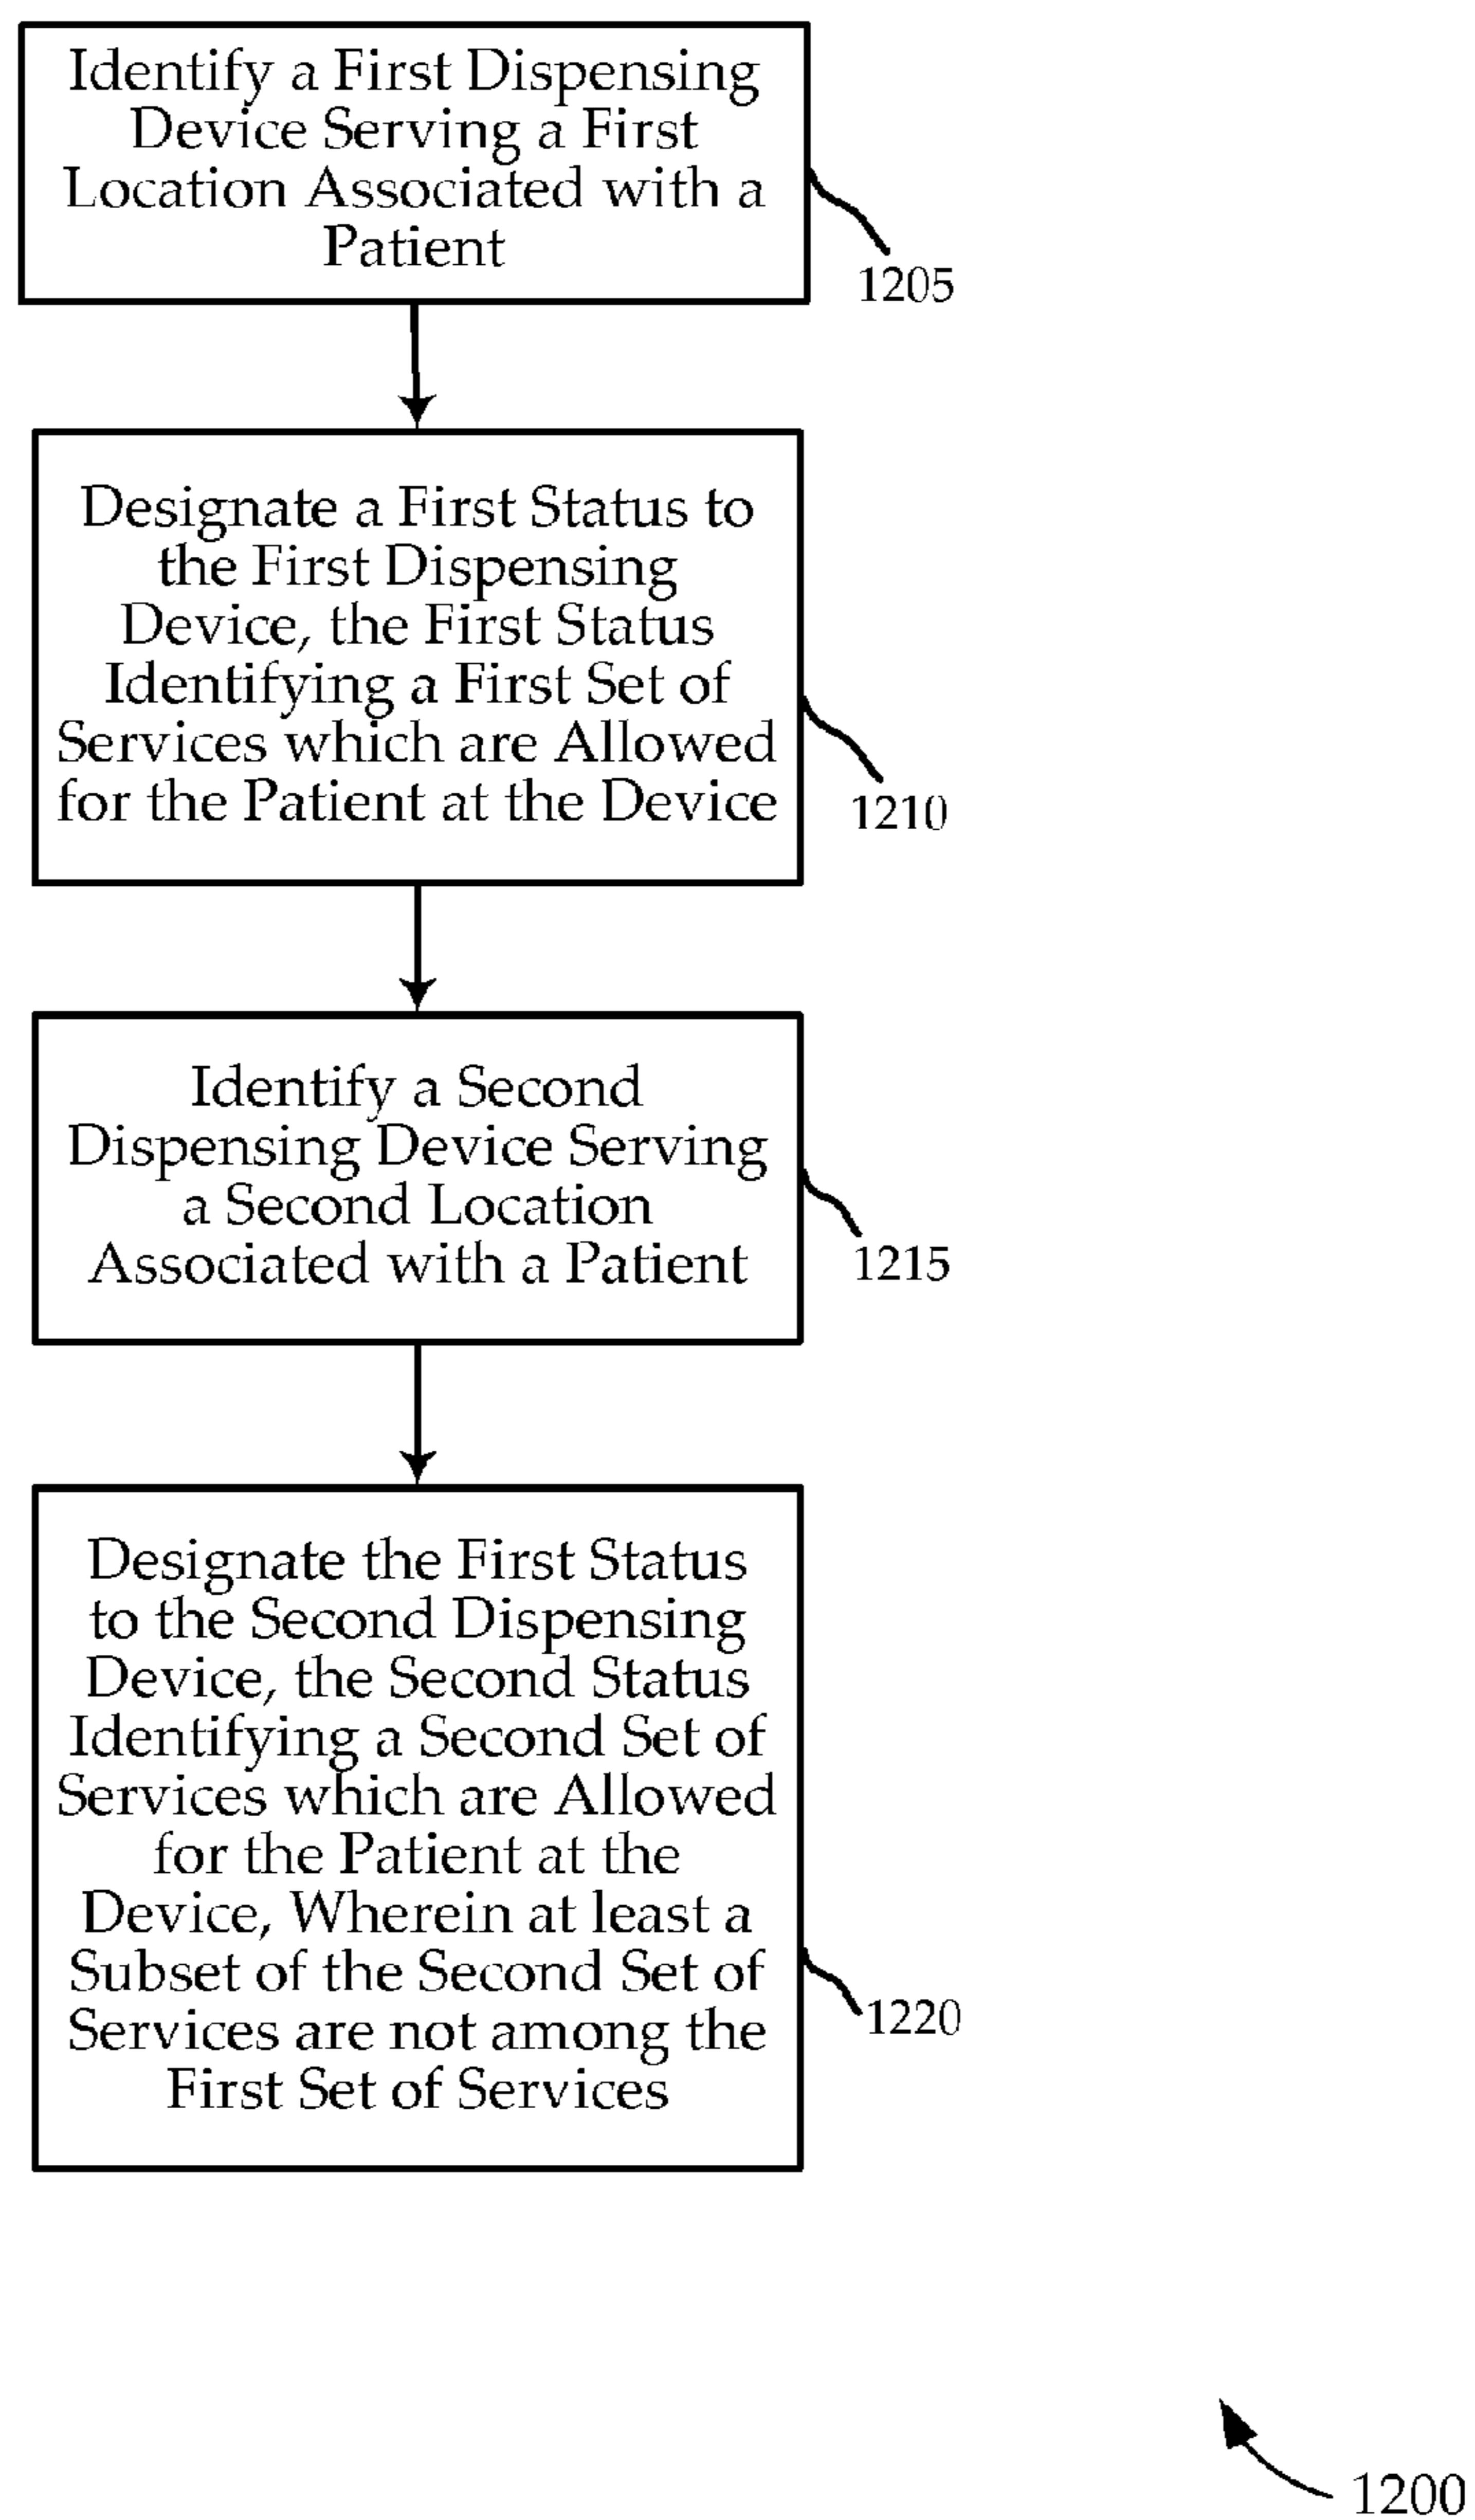 Identify a First Dispensing
Device Serving a First
Location Associated with a
Patient
1205
Designate a First Status to
the First Dispensing
Device, the First Status
Identifying a First Set of
Services which are Allowed
for the Patient at the Device
1210
Identify a Second
Dispensing Device Serving
a Second Location
Associated with a Patient
1215
Designate the First Status
to the Second Dispensing
Device, the Second Status
Identifying a Second Set of
Services which are Allowed
for the Patient at the
Device, Wherein at least a
Subset of the Second Set of
Services are not among the
First Set of Services
1220
1200